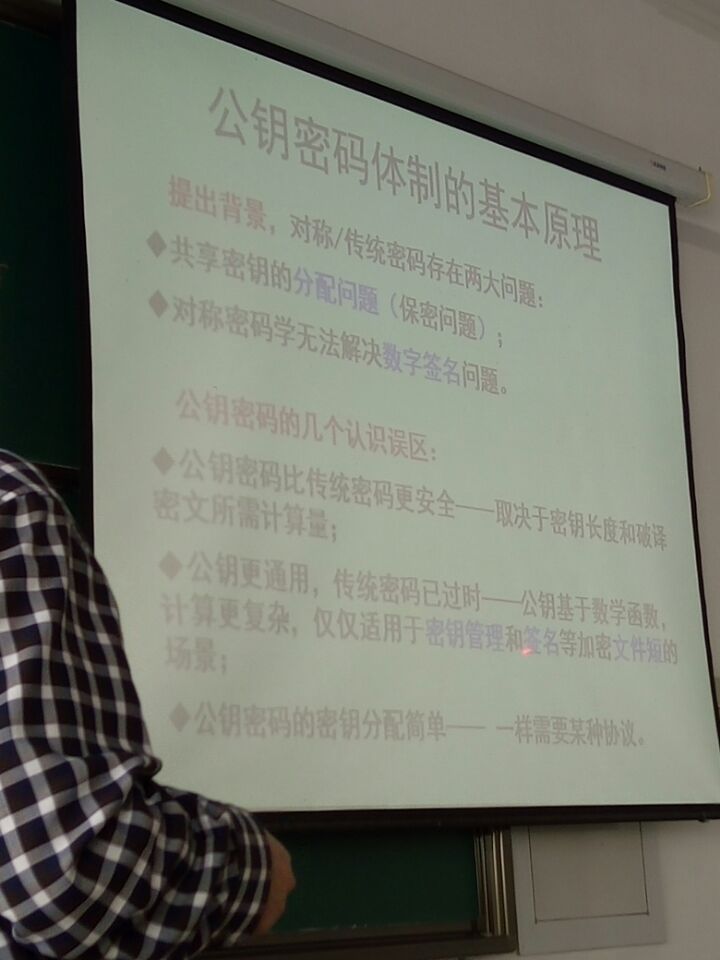 公钥密码体制的基本原理
提出背景，对称/传统密码存在两大问题：
◆共享密钥的分配问题（保密问题）；
◆对称密码学无法解决数字签名问题。
公钥密码的几个认识误区：
◆公钥密码比传统密码更安全——取决于密钥长度和破译
密文所需计算量；
◆公钥更通用，传统密码已过时——公钥基于数学函数，
计算更复杂，仅仅适用于密钥管理和签名等加密文件短的
场景；
◆公钥密码的密钥分配简单—— 一样需要某种协议。